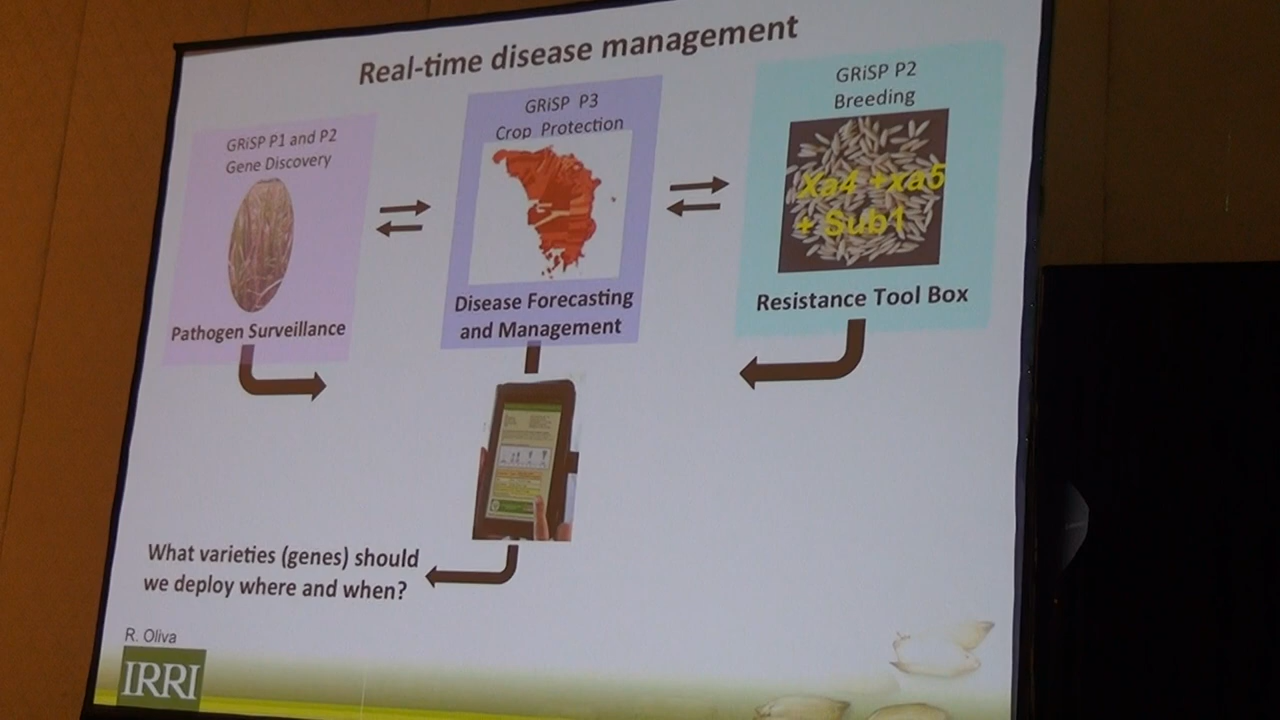 Real-time disease management
GRiSP P1 and P2
Gene Discovery
Pathogen Surveillance
GRiSP P3
Crop Protection
Disease Forecasting
and Management
GRiSP P2
Breeding
Xa4 +xa5
+ Sub1
Resistance Tool Box
What varieties (genes) should
we deploy where and when?
R. Oliva
IRRI